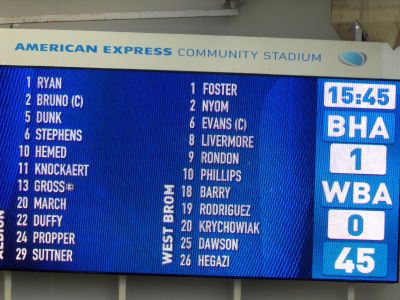 AMERICAN EXPRESS COMMUNITY STADIUM
ALBION
1 RYAN
2 BRUNO (C)
5 DUNK
6 STEPHENS
10 HEMED
11 KNOCKAERT
13 GROSS
20 MARCH
22 DUFFY
24 PROPPER
29 SUTTNER
WEST BROM
1 FOSTER
2 NYOM
6 EVANS (C)
8 LIVERMORE
9 RONDON
10 PHILLIPS
18 BARRY
19 RODRIGUEZ
20 KRYCHOWIAK
25 DAWSON
26 HEGAZI
15:45
BHA
1
WBA
0
45